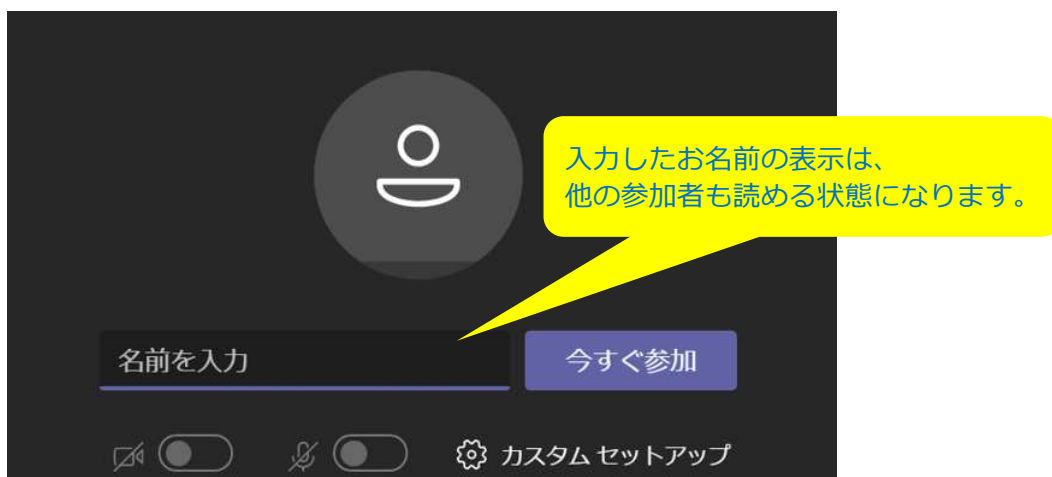 入力したお名前の表示は、
他の参加者も読める状態になります。
名前を入力
今すぐ参加
カスタム セットアップ